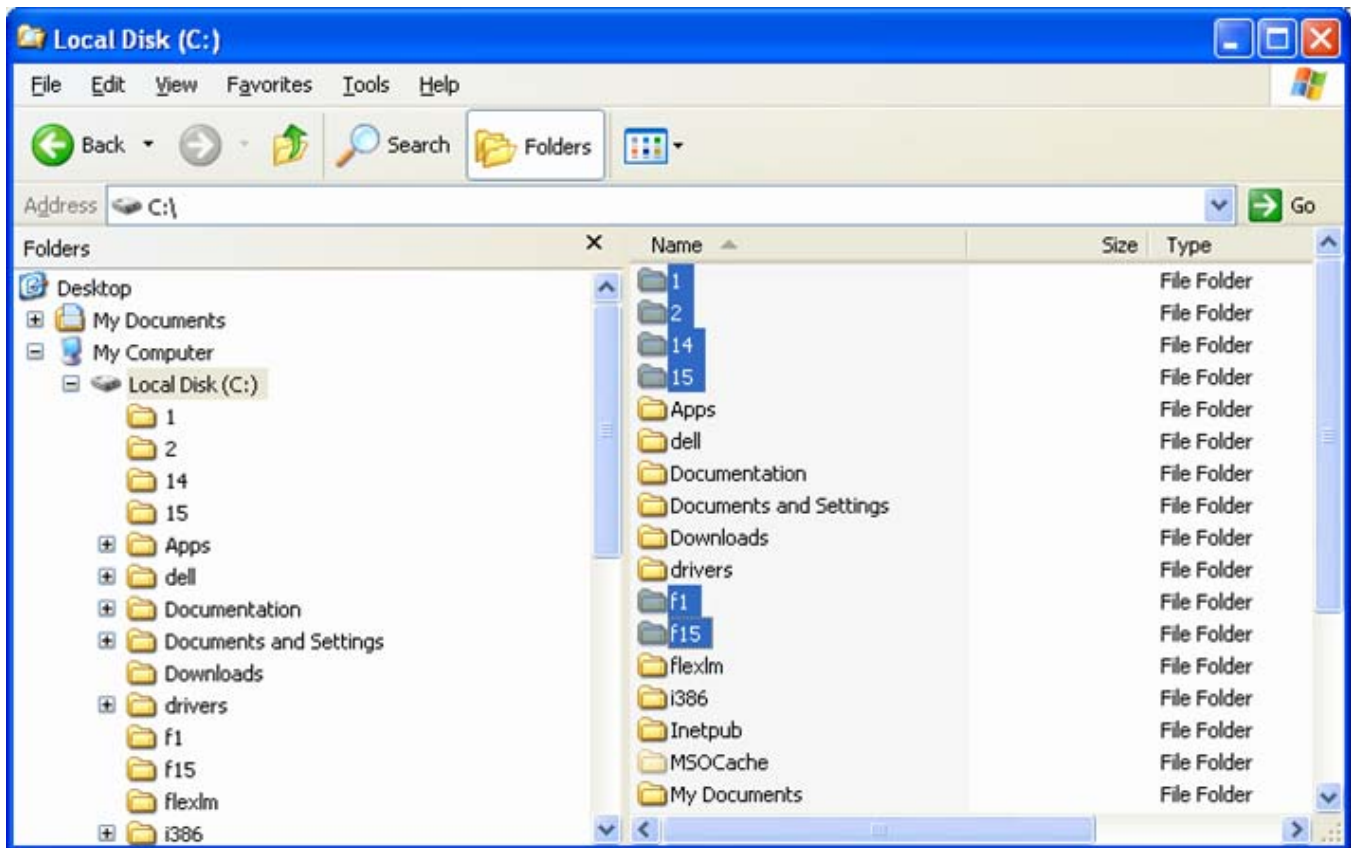 Local Disk (C:)
File Edit View Favorites Tools Help
Back Search Folders
Address C:\ Go
Folders
Desktop
My Documents
My Computer
Local Disk (C:)
1
2
14
15
Apps
dell
Documentation
Documents and Settings
Downloads
drivers
f1
f15
flexlm
i386
Name Size Type
1 File Folder
2 File Folder
14 File Folder
15 File Folder
Apps File Folder
dell File Folder
Documentation File Folder
Documents and Settings File Folder
Downloads File Folder
drivers File Folder
f1 File Folder
f15 File Folder
flexlm File Folder
i386 File Folder
Inetpub File Folder
MSOCache File Folder
My Documents File Folder